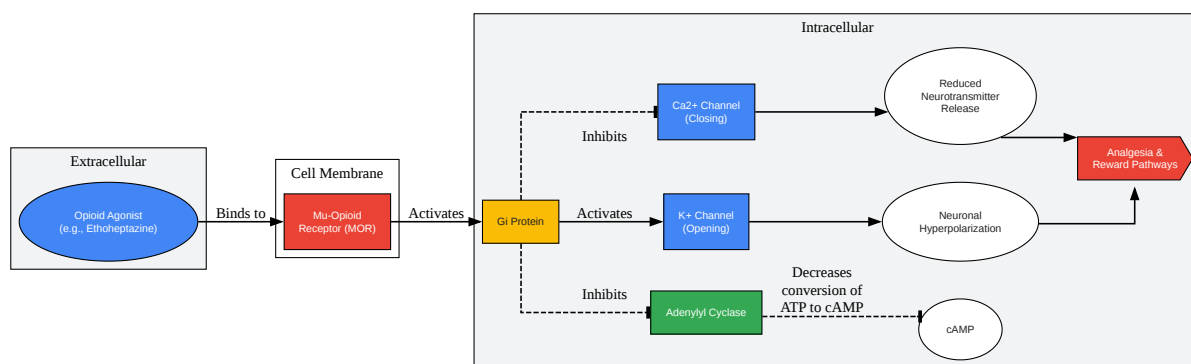 Intracellular
Reduced
Neurotmitter
Release
Ca2+ Channel
(Closing)
Inhibits
Analgesia &
Reward Pathways
Extracellular
Opioid Agonist
(e.g., Ethoheptazine)
Binds to
Cell Membrane
Mu-Opioid
Receptor (MOR)
Activates
Gi Protein
Activates
K+ Channel
(Opening)
Neuronal
Hyperpolarization
Inhibits
Adenylyl Cyclase
Decreases
conversion of
ATP to cAMP
cAMP